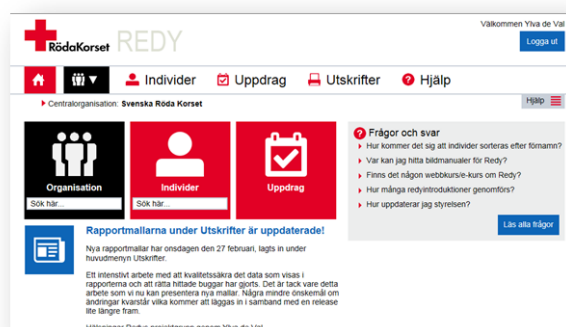 Välkommen Ylva de Val
RödaKorset REDY
Logga ut
Individer Uppdrag Utskrifter Hjälp
Centralorganisation: Svenska Röda Korset
Hjälp
Frågor och svar
Hur kommer det sig att individer sorteras efter förnamn?
Var kan jag hitta bildmanualer för Redy?
Finns det någon webbkurs/e-kurs om Redy?
Hur många redyintroduktioner genomförs?
Hur uppdaterar jag styrelsen?
Läs alla frågor
Organisation Individer Uppdrag
Sök här... Sök här...
Rapportmallarna under Utskrifter är uppdaterade!
Nya rapportmallar har onsdagen den 27 februari, lagts in under
huvudmenyn Utskrifter.
Ett intensivt arbete med att kvalitetssäkra det data som visas i
rapporterna och att rätta hittade buggar har gjorts. Det är tack vare detta
arbete som vi nu kan presentera nya mallar. Några mindre önskemål om
ändringar kvarstår vilka kommer att läggas in i samband med en release
lite längre fram.